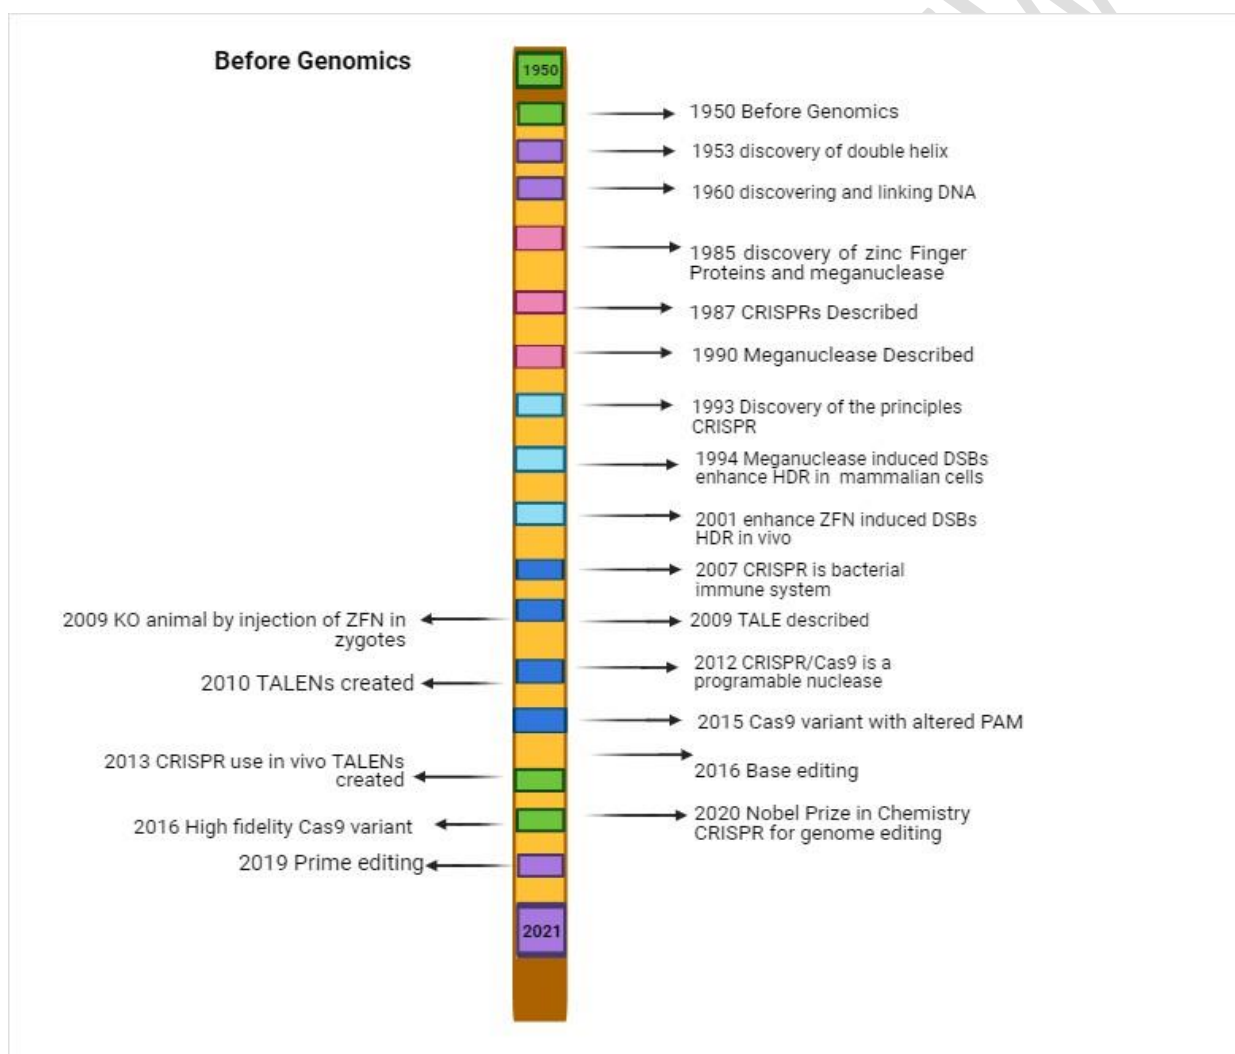 Before Genomics
1950
1950 Before Genomics
1953 discovery of double helix
1960 discovering and linking DNA
1985 discovery of zinc Finger
Proteins and meganuclease
1987 CRISPRs Described
1990 Meganuclease Described
1993 Discovery of the principles
CRISPR
1994 Meganuclease induced DSBs
enhance HDR in mammalian cells
2001 enhance ZFN induced DSBs
HDR in vivo
2007 CRISPR is bacterial
immune system
2009 KO animal by injection of ZFN in
zygotes
2009 TALE described
2012 CRISPR/Cas9 is a
programable nuclease
2010 TALENs created
2015 Cas9 variant with altered PAM
2013 CRISPR use in vivo TALENs
created
2016 Base editing
2020 Nobel Prize in Chemistry
CRISPR for genome editing
2016 High fidelity Cas9 variant
2019 Prime editing
2021